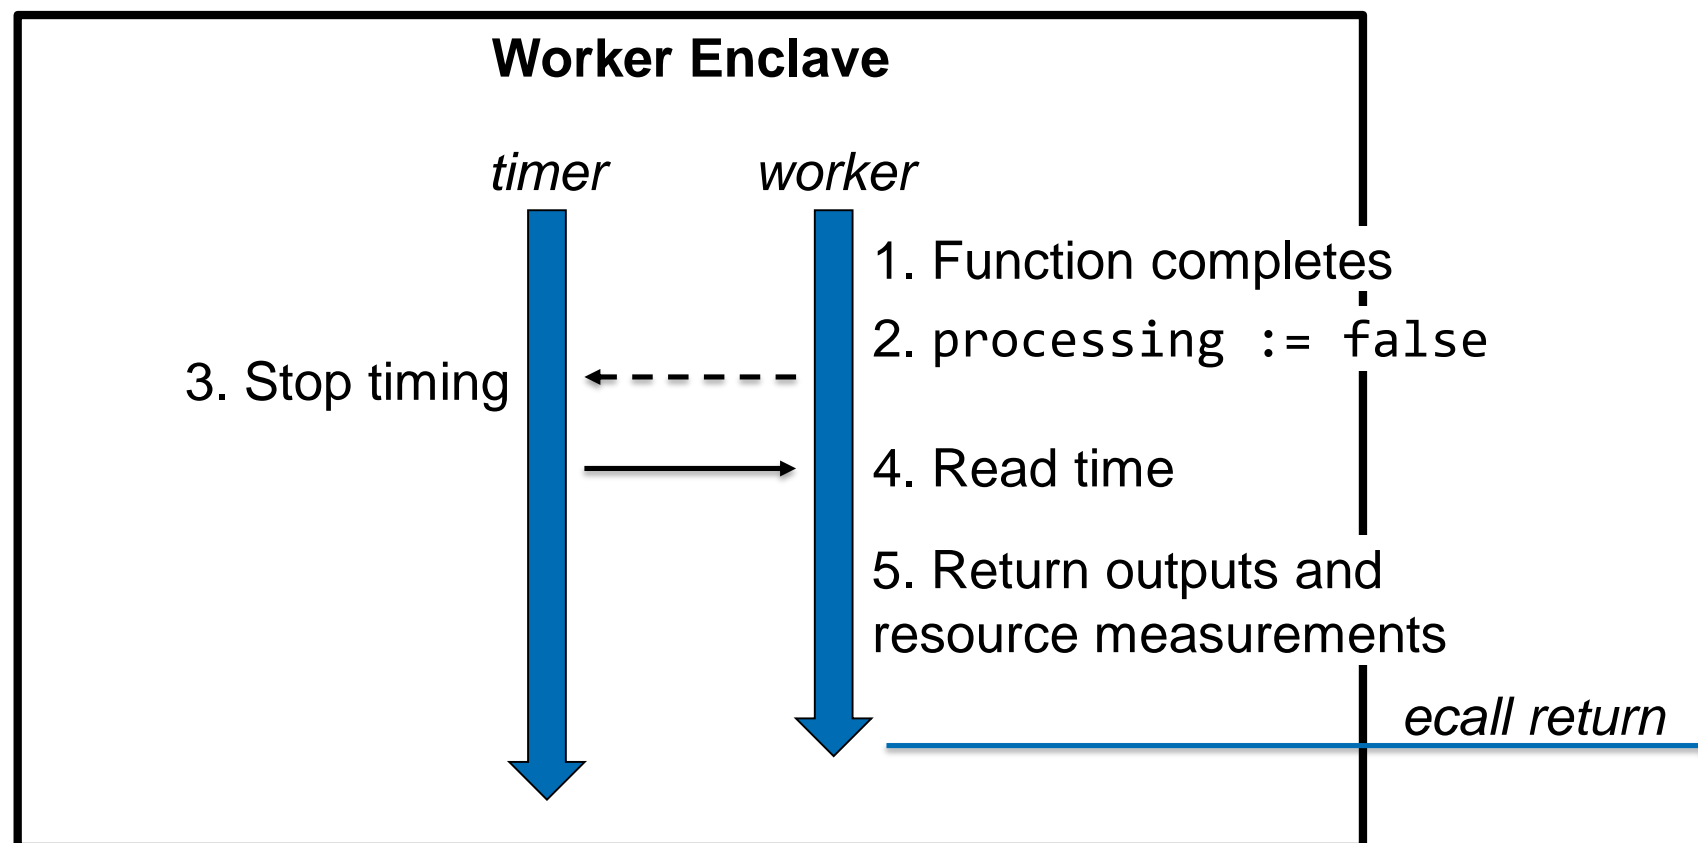 Worker Enclave
timer
worker
1. Function completes
2. processing := false
3. Stop timing
4. Read time
5. Return outputs and
resource measurements
ecall return